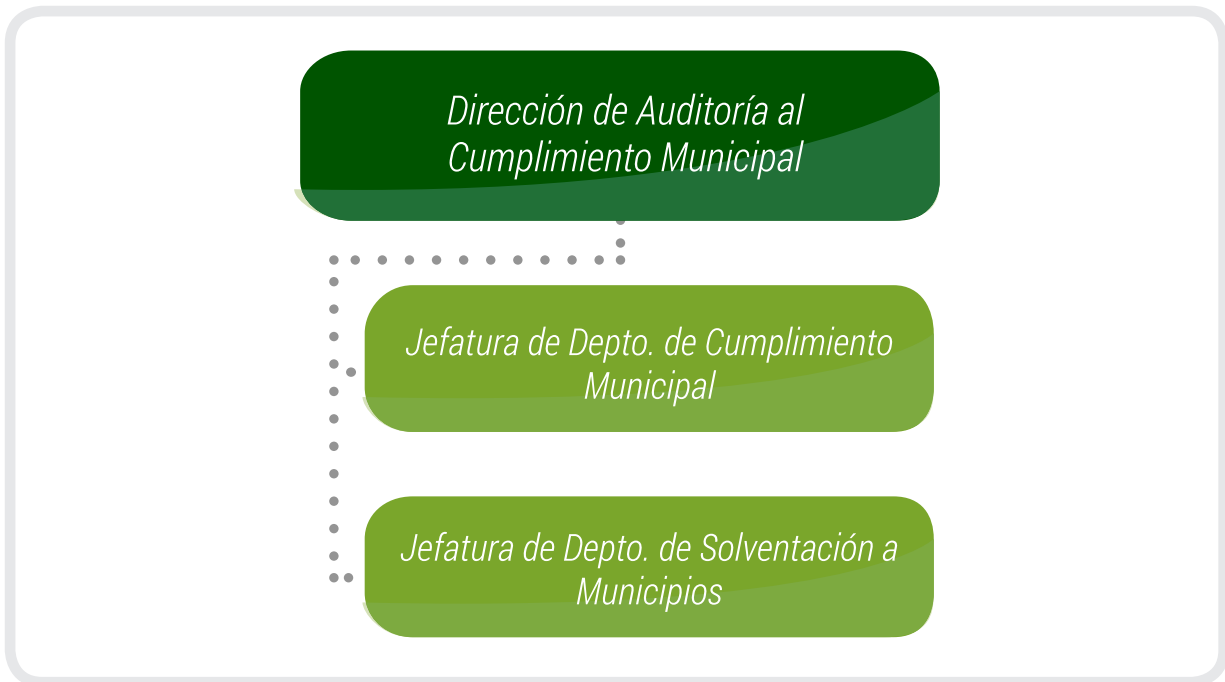 Dirección de Auditoría al
Cumplimiento Municipal
Jefatura de Depto. de Cumplimiento
Municipal
Jefatura de Depto. de Solventación a
Municipios